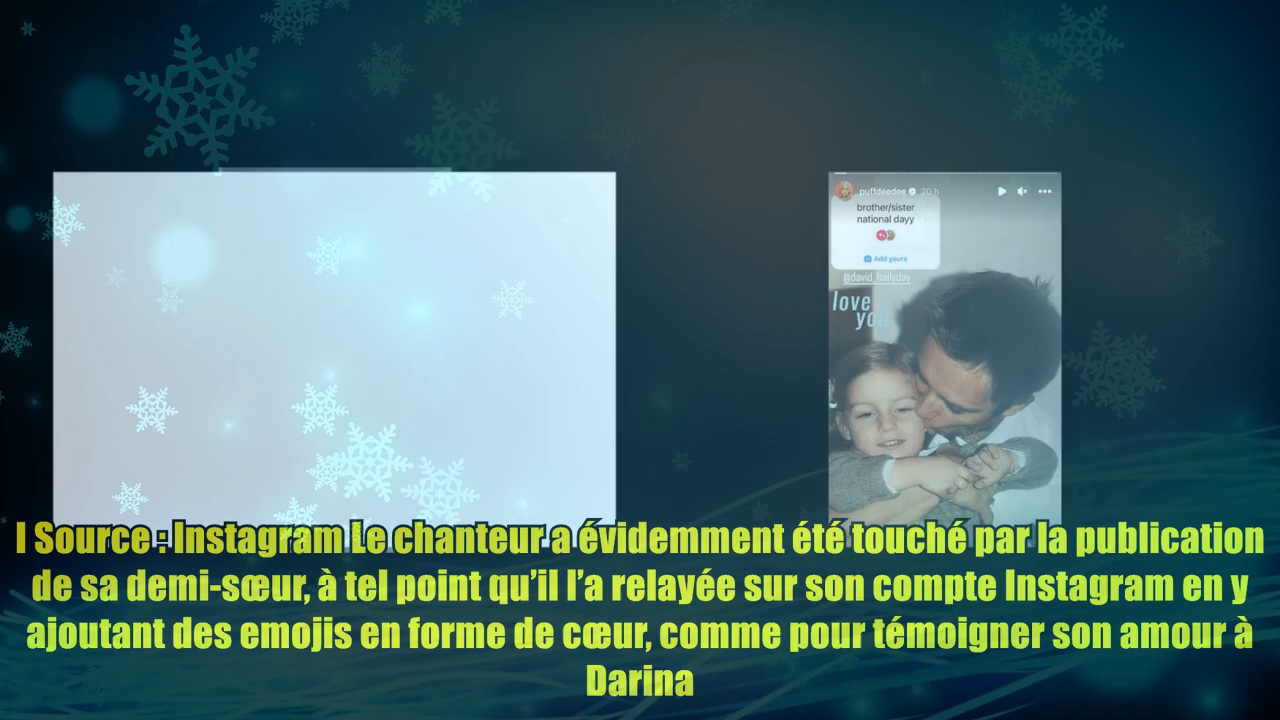 puffdeedee 20 h
brother/sister
national dayy
Add yours
@david_hallyday
love
you
I Source : Instagram Le chanteur a évidemment été touché par la publication
de sa demi-sœur, à tel point qu’il l’a relayée sur son compte Instagram en y
ajoutant des emojis en forme de cœur, comme pour témoigner son amour à
Darina